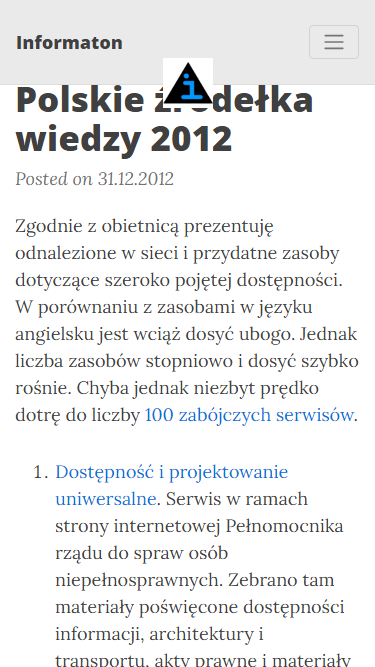 Informaton
Polskie źródełka
wiedzy 2012
Posted on 31.12.2012
Zgodnie z obietnicą prezentuję
odnalezione w sieci i przydatne zasoby
dotyczące szeroko pojętej dostępności.
W porównaniu z zasobami w języku
angielsku jest wciąż dosyć ubogo. Jednak
liczba zasobów stopniowo i dosyć szybko
rośnie. Chyba jednak niezbyt prędko
dotrę do liczby 100 zabójczych serwisów.
1. Dostępność i projektowanie
uniwersalne. Serwis w ramach
strony internetowej Pełnomocnika
rządu do spraw osób
niepełnosprawnych. Zebrano tam
materiały poświęcone dostępności
informacji, architektury i
transportu, akty prawne i materiały